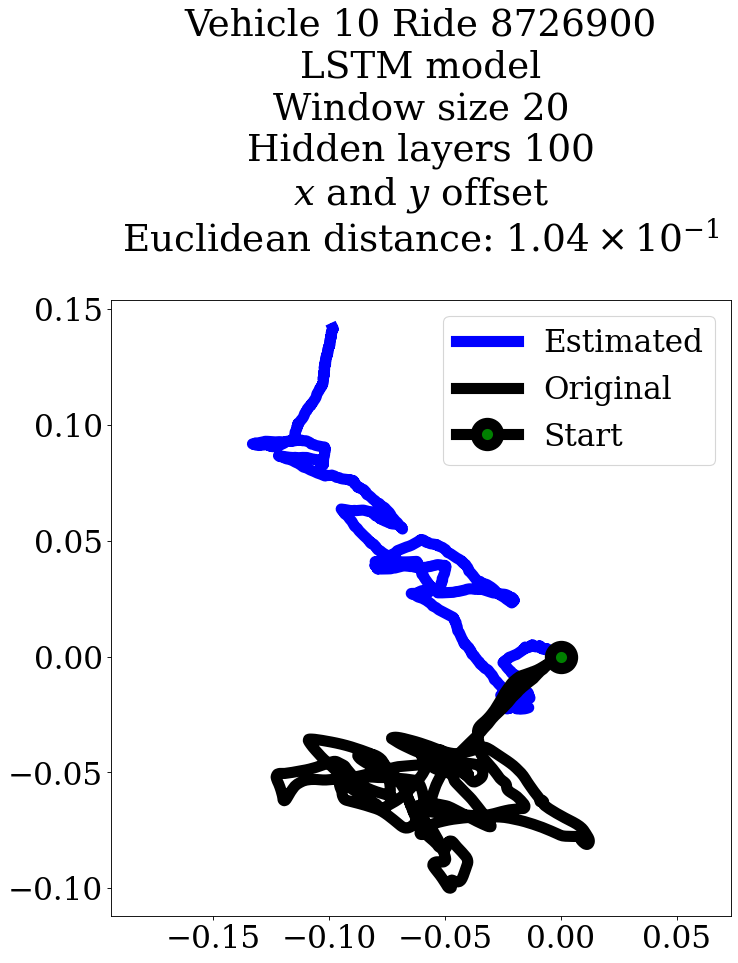 Vehicle 10 Ride 8726900
LSTM model
Window size 20
Hidden layers 100
x and y offset
Euclidean distance: 1.04 × 10⁻¹
Estimated
Original
Start
0.15
0.10
0.05
0.00
−0.05
−0.10
−0.15 −0.10 −0.05 0.00 0.05